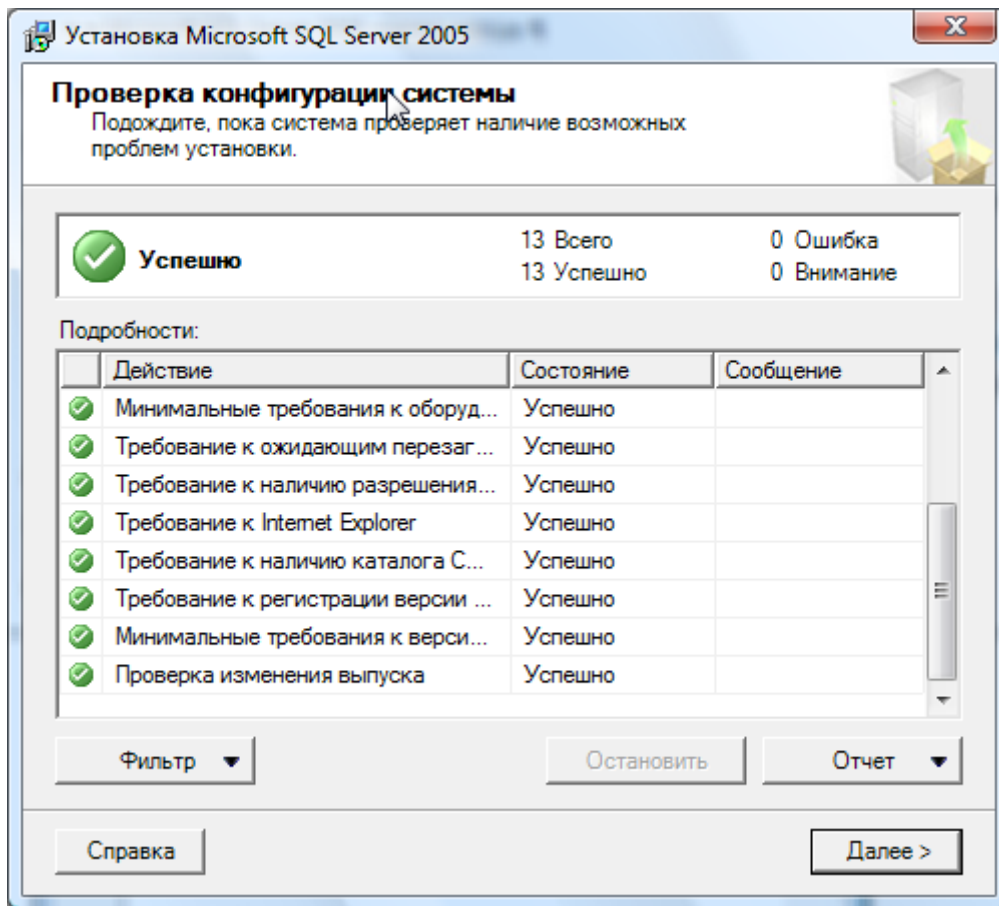 Установка Microsoft SQL Server 2005
Проверка конфигурации системы
Подождите, пока система проверяет наличие возможных
проблем установки.
Успешно
13 Всего
0 Ошибка
13 Успешно
0 Внимание
Подробности:
Действие Состояние Сообщение
Минимальные требования к оборуд... Успешно
Требование к ожидающим перезаг... Успешно
Требование к наличию разрешения... Успешно
Требование к Internet Explorer Успешно
Требование к наличию каталога С... Успешно
Требование к регистрации версии ... Успешно
Минимальные требования к верси... Успешно
Проверка изменения выпуска Успешно
Фильтр Остановить Отчет
Справка Далее >